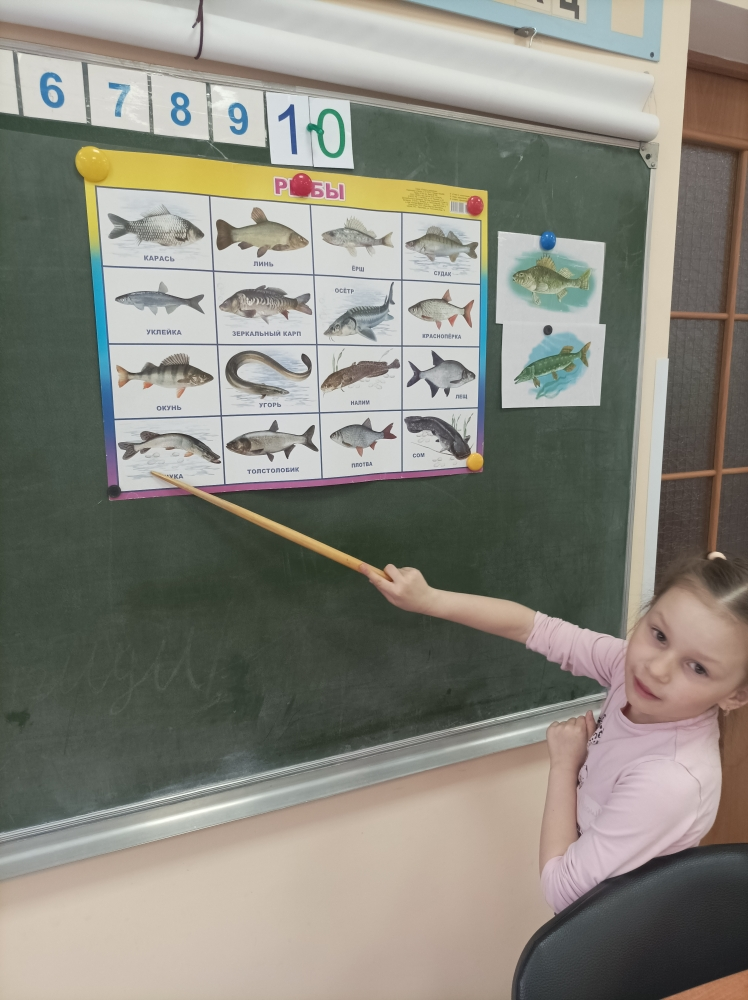 6 7 8 9 10
РЫБЫ
КАРАСЬ ЛИНЬ ЁРШ СУДАК
УКЛЕЙКА ЗЕРКАЛЬНЫЙ КАРП ОСЁТР КРАСНОПЁРКА
ОКУНЬ УГОРЬ НАЛИМ ЛЕЩ
ЩУКА ТОЛСТОЛОБИК ПЛОТВА СОМ